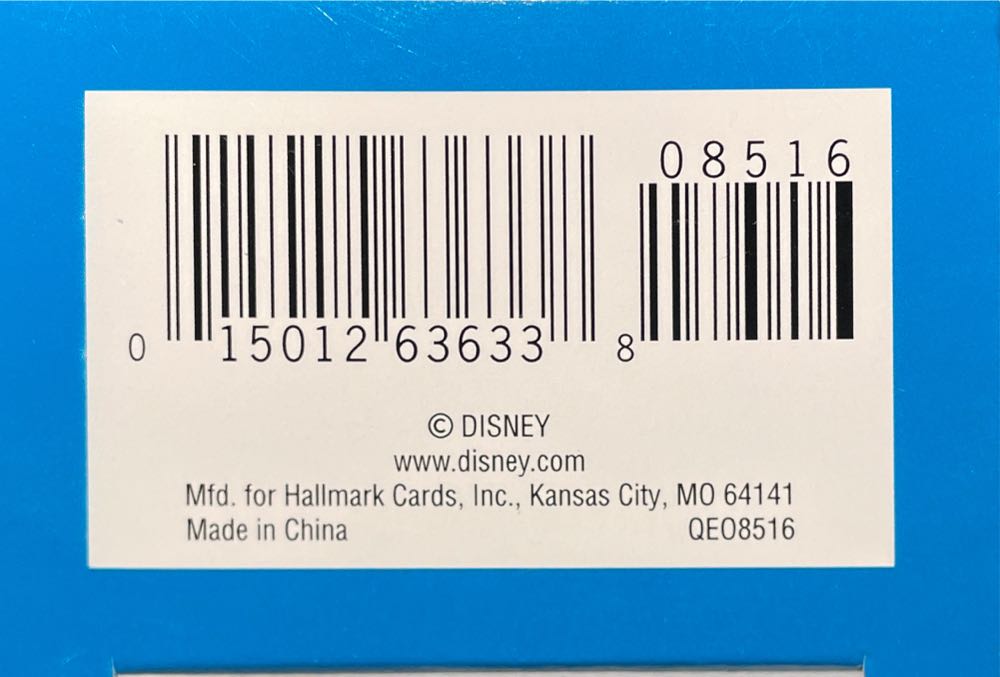 08516
0 15012 63633 8
© DISNEY
www.disney.com
Mfd. for Hallmark Cards, Inc., Kansas City, MO 64141
Made in China QEO8516